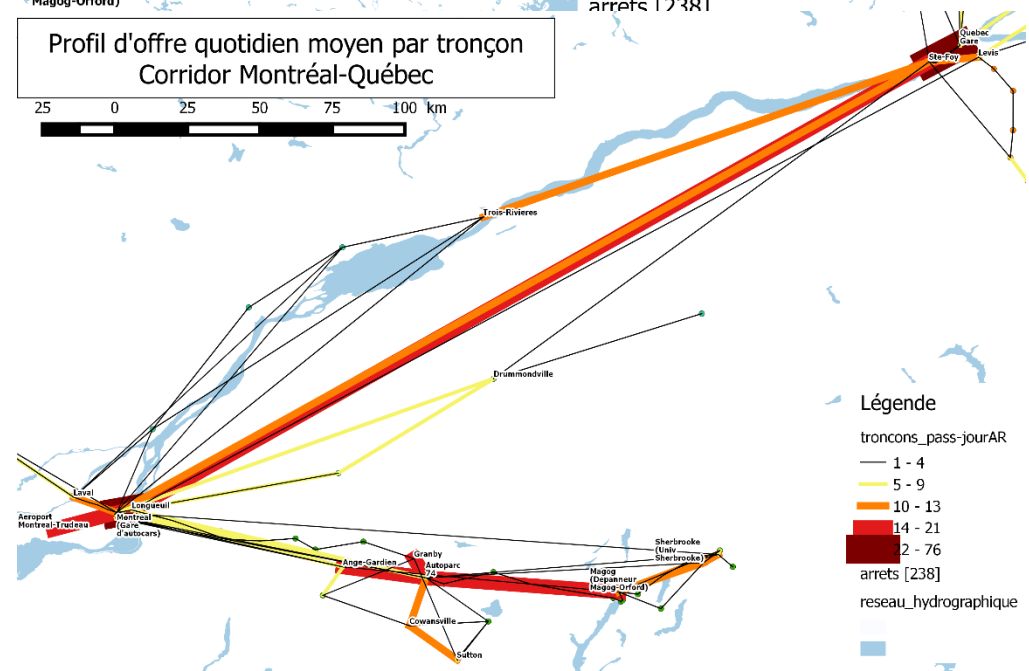 Magog-Orford)
arrets [238]
Profil d'offre quotidien moyen par tronçon
Corridor Montréal-Québec
25 0 25 50 75 100 km
Quebec
Gare
Ste-Foy
Levis
Trois-Rivieres
Drummondville
Légende
troncons_pass-jourAR
1 - 4
5 - 9
10 - 13
14 - 21
22 - 76
arrets [238]
reseau_hydrographique
Laval
Longueuil
Aeroport
Montreal-Trudeau
Montreal
(Gare
d'autocars)
Ange-Gardien
Granby
Autoparc
74
Sherbrooke
(Univ
Sherbrooke)
Magog
(Depanneur
Magog-Orford)
Cowansville
Sutton